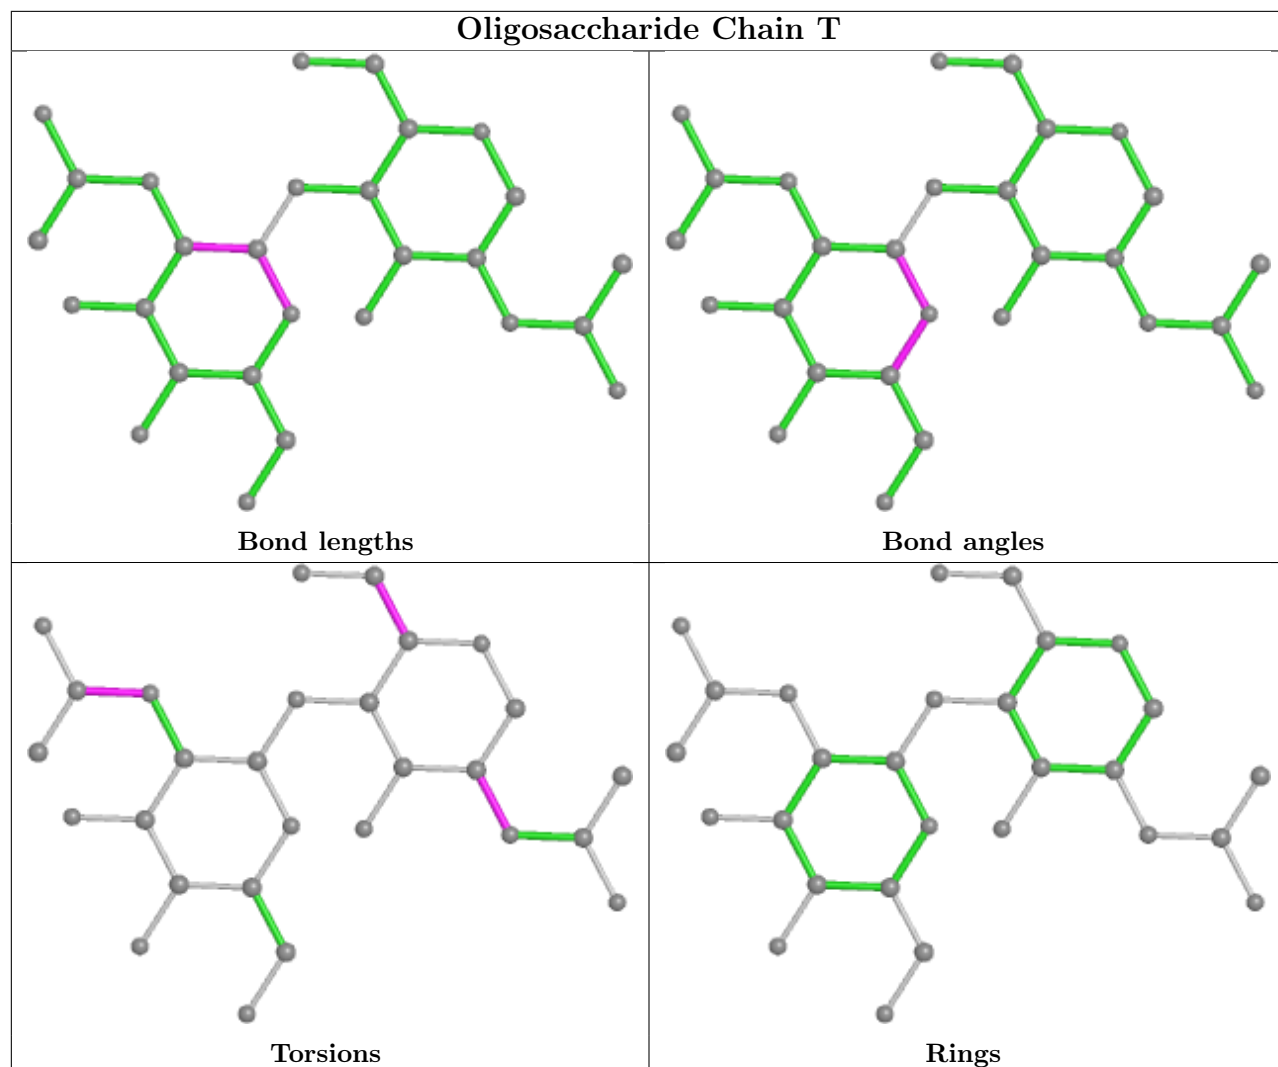 Oligosaccharide Chain T
Bond lengths
Bond angles
Torsions
Rings